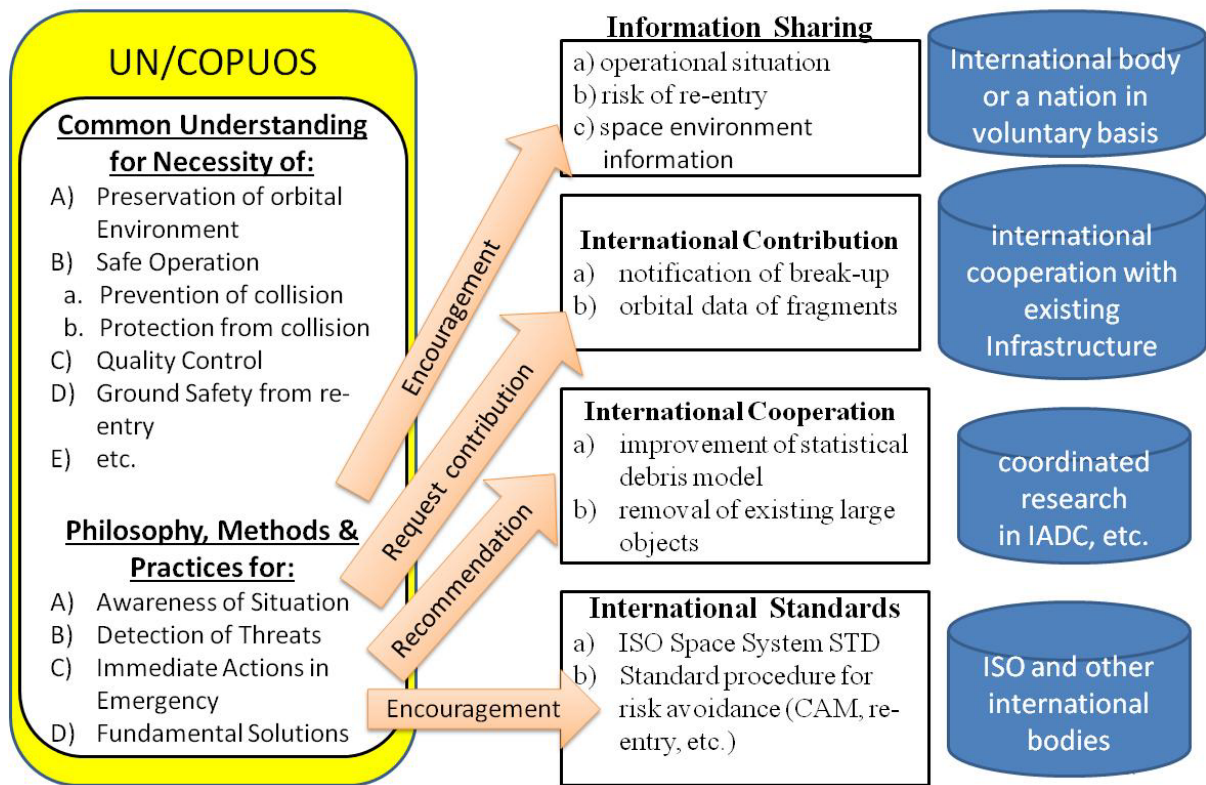 UN/COPUOS
Common Understanding
for Necessity of:
A) Preservation of orbital
Environment
B) Safe Operation
a. Prevention of collision
b. Protection from collision
C) Quality Control
D) Ground Safety from re-
entry
E) etc.
Philosophy, Methods &
Practices for:
A) Awareness of Situation
B) Detection of Threats
C) Immediate Actions in
Emergency
D) Fundamental Solutions
Encouragement
Request contribution
Recommendation
Encouragement
Information Sharing
a) operational situation
b) risk of re-entry
c) space environment
information
International Contribution
a) notification of break-up
b) orbital data of fragments
International Cooperation
a) improvement of statistical
debris model
b) removal of existing large
objects
International Standards
a) ISO Space System STD
b) Standard procedure for
risk avoidance (CAM, re-
entry, etc.)
International body
or a nation in
voluntary basis
international
cooperation with
existing
Infrastructure
coordinated
research
in IADC, etc.
ISO and other
international
bodies